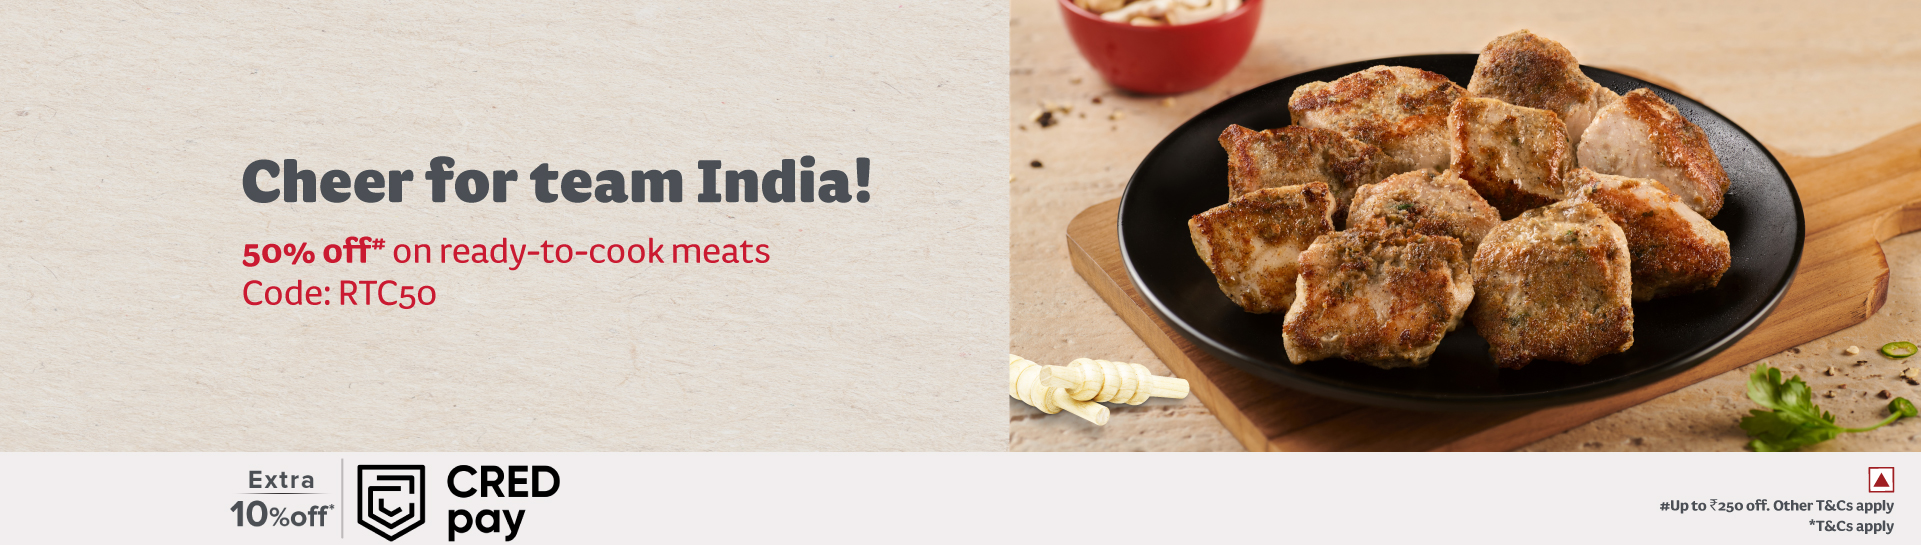 Cheer for team India!
50% off# on ready-to-cook meats
Code: RTC50
Extra
10%off*
CRED
pay
#Up to ₹250 off. Other T&Cs apply
*T&Cs apply